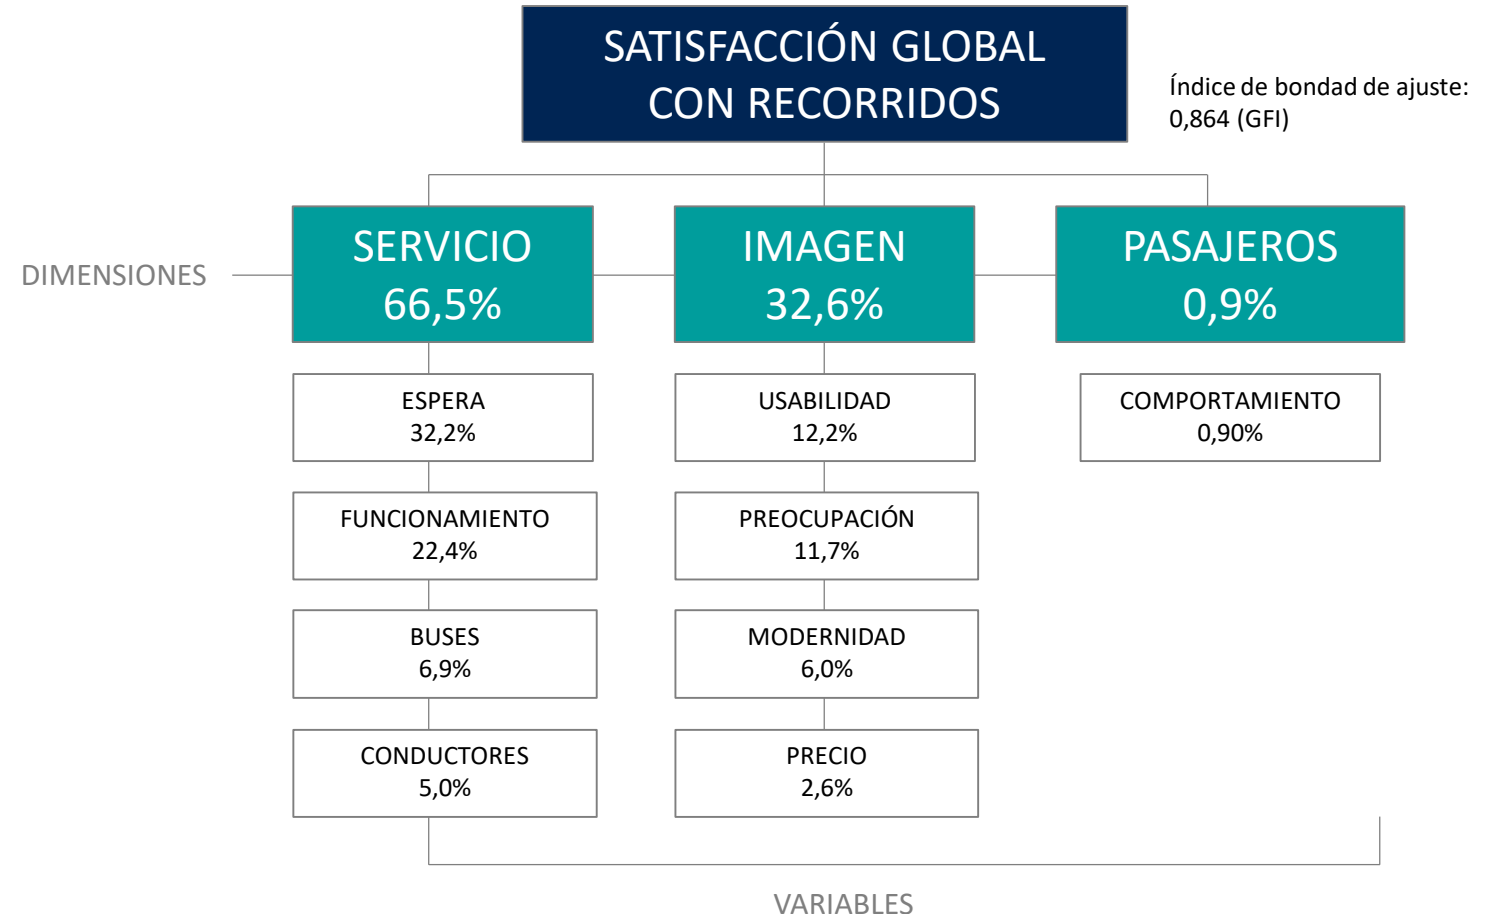 SATISFACCIÓN GLOBAL
CON RECORRIDOS
Índice de bondad de ajuste:
0,864 (GFI)
DIMENSIONES
SERVICIO
66,5%
IMAGEN
32,6%
PASAJEROS
0,9%
ESPERA
32,2%
USABILIDAD
12,2%
COMPORTAMIENTO
0,90%
FUNCIONAMIENTO
22,4%
PREOCUPACIÓN
11,7%
BUSES
6,9%
MODERNIDAD
6,0%
CONDUCTORES
5,0%
PRECIO
2,6%
VARIABLES